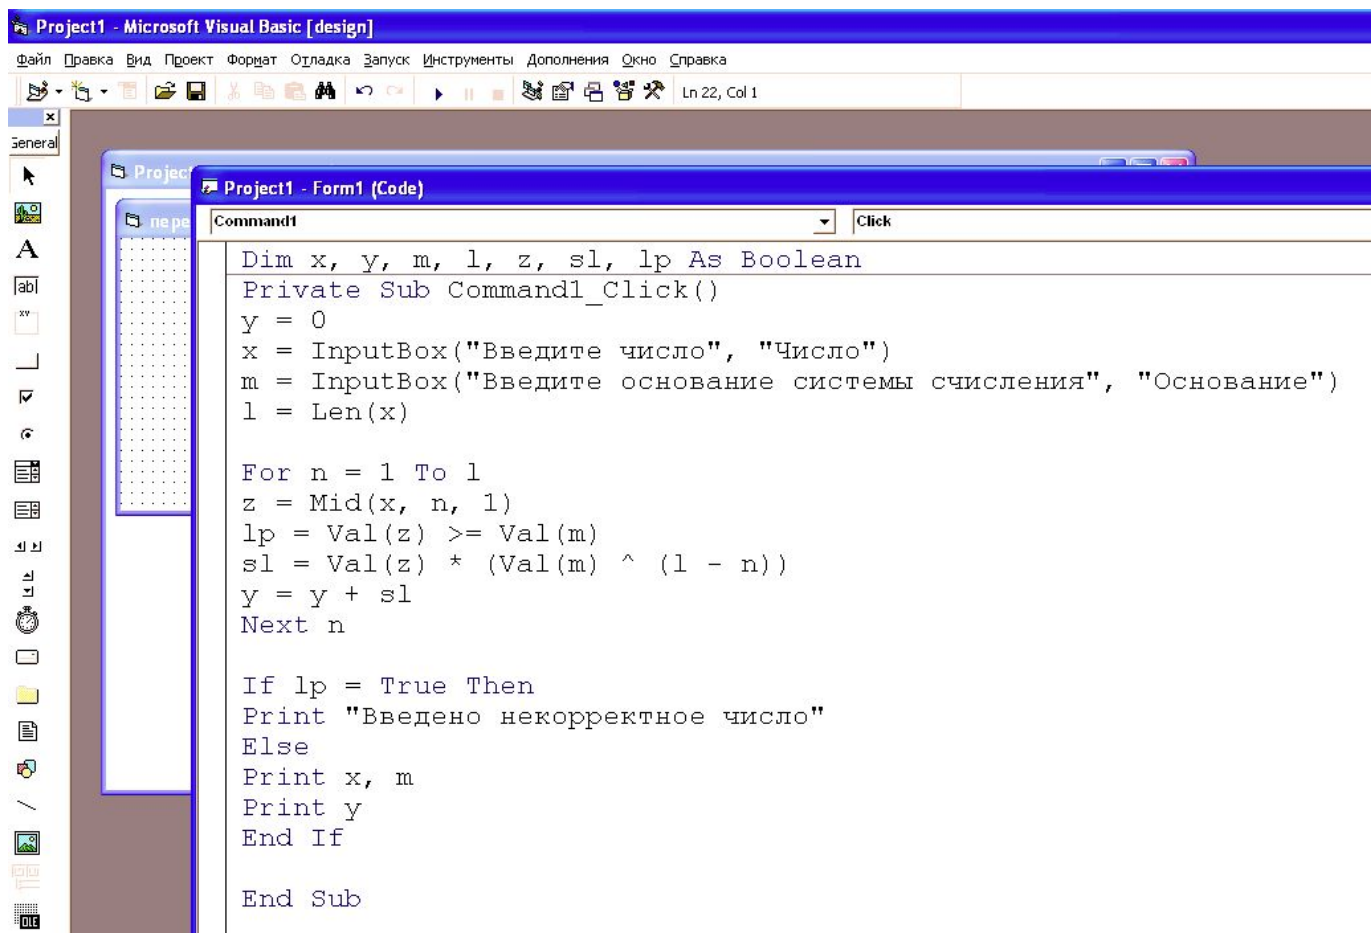 Project1 - Microsoft Visual Basic [design]
Файл Правка Вид Проект Формат Отладка Запуск Инструменты Дополнения Окно Справка
Ln 22, Col 1
General
Project1 - Form1 (Code)
Command1 Click
A
ab
Dim x, y, m, l, z, sl, lp As Boolean
Private Sub Command1_Click()
y = 0
x = InputBox("Введите число", "Число")
m = InputBox("Введите основание системы счисления", "Основание")
l = Len(x)
For n = 1 To l
z = Mid(x, n, 1)
lp = Val(z) >= Val(m)
sl = Val(z) * (Val(m) ^ (l - n))
y = y + sl
Next n
If lp = True Then
Print "Введено некорректное число"
Else
Print x, m
Print y
End If
End Sub
OLE